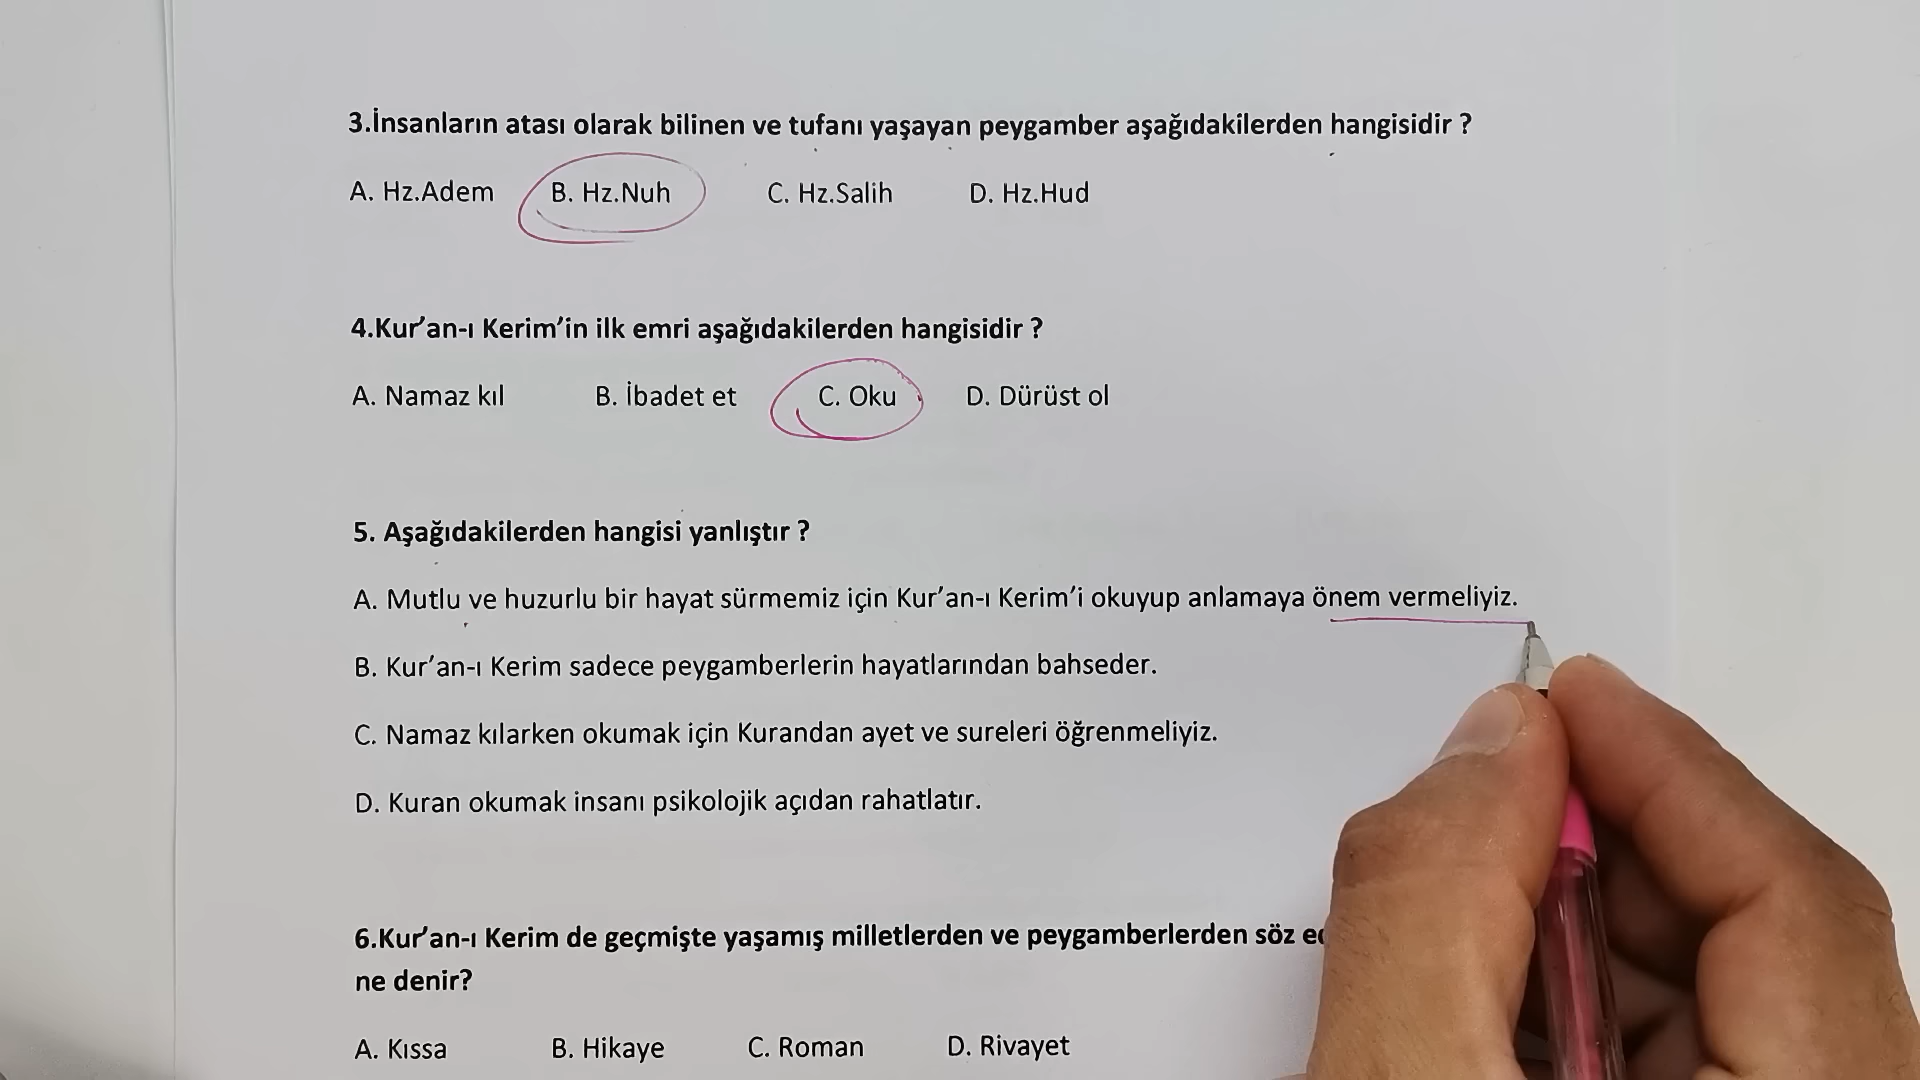 3.İnsanların atası olarak bilinen ve tufanı yaşayan peygamber aşağıdakilerden hangisidir ?
A. Hz.Adem B. Hz.Nuh C. Hz.Salih D. Hz.Hud
4.Kur’an-ı Kerim’in ilk emri aşağıdakilerden hangisidir ?
A. Namaz kıl B. İbadet et C. Oku D. Dürüst ol
5. Aşağıdakilerden hangisi yanlıştır ?
A. Mutlu ve huzurlu bir hayat sürmemiz için Kur’an-ı Kerim’i okuyup anlamaya önem vermeliyiz.
B. Kur’an-ı Kerim sadece peygamberlerin hayatlarından bahseder.
C. Namaz kılarken okumak için Kurandan ayet ve sureleri öğrenmeliyiz.
D. Kuran okumak insanı psikolojik açıdan rahatlatır.
6.Kur’an-ı Kerim de geçmişte yaşamış milletlerden ve peygamberlerden söz
ne denir?
A. Kıssa B. Hikaye C. Roman D. Rivayet